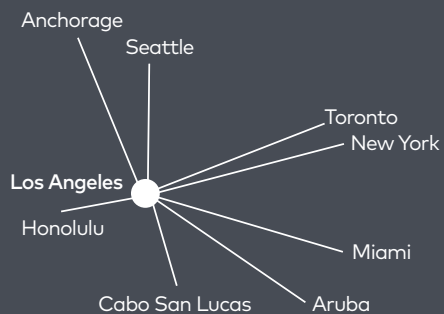 Anchorage
Seattle
Toronto
New York
Los Angeles
Honolulu
Miami
Cabo San Lucas
Aruba